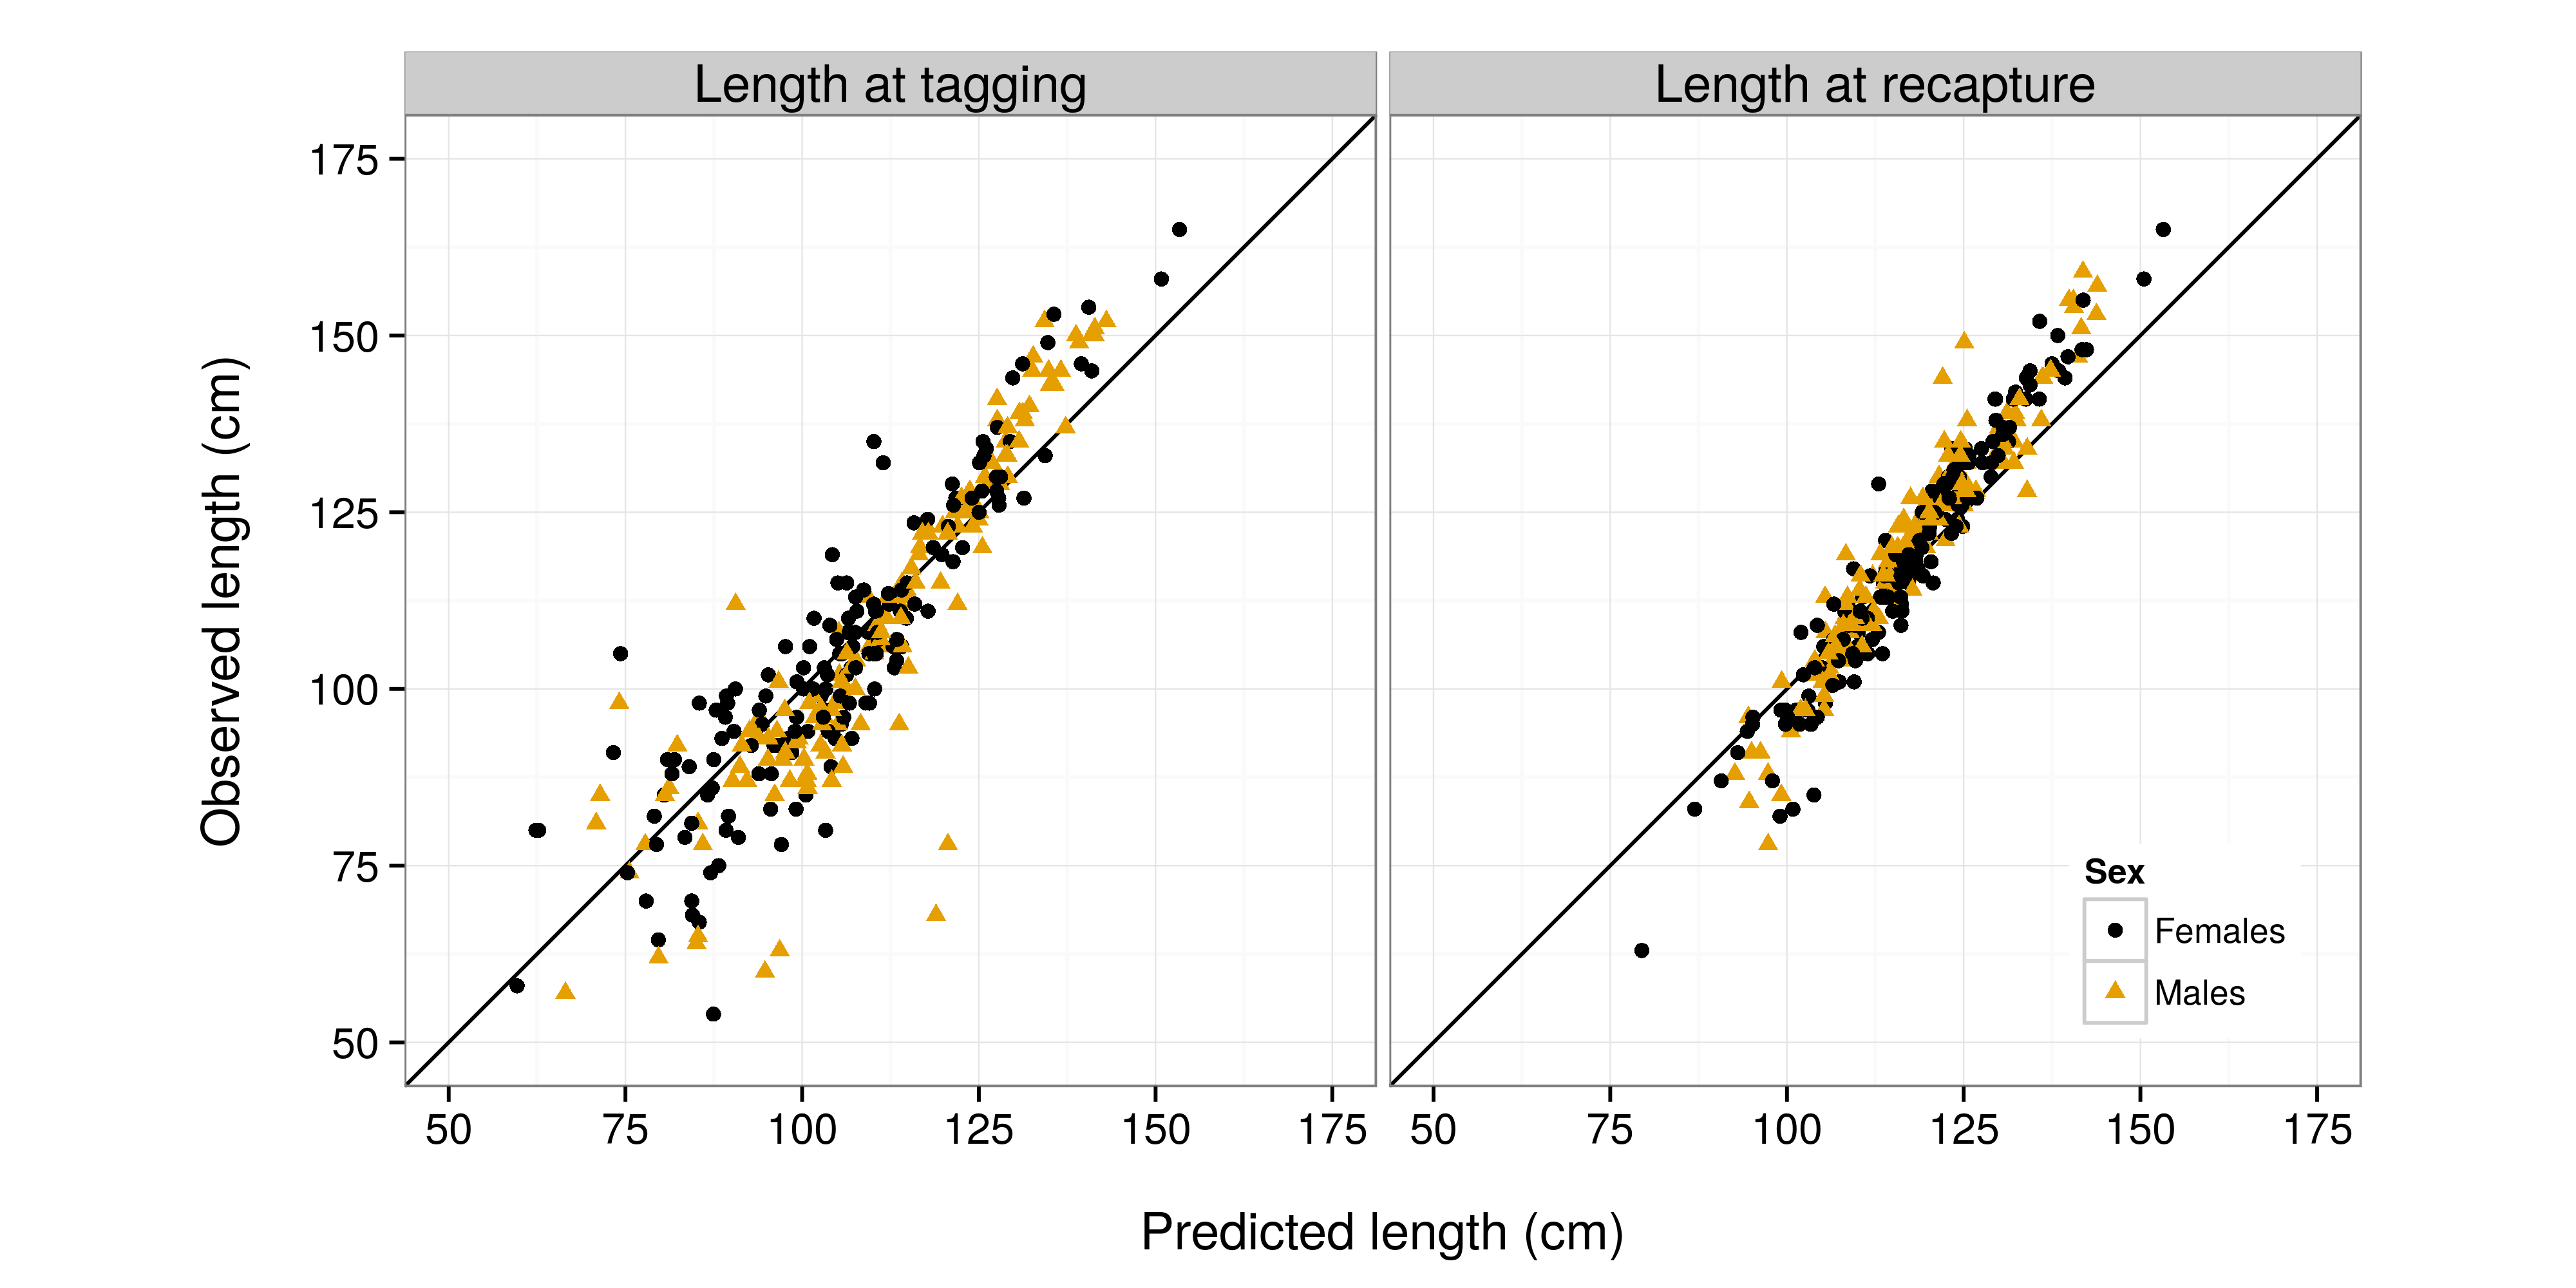 Length at tagging
Length at recapture
Observed length (cm)
175
150
125
100
75
50
50 75 100 125 150 175
50 75 100 125 150 175
Predicted length (cm)
Sex
Females
Males